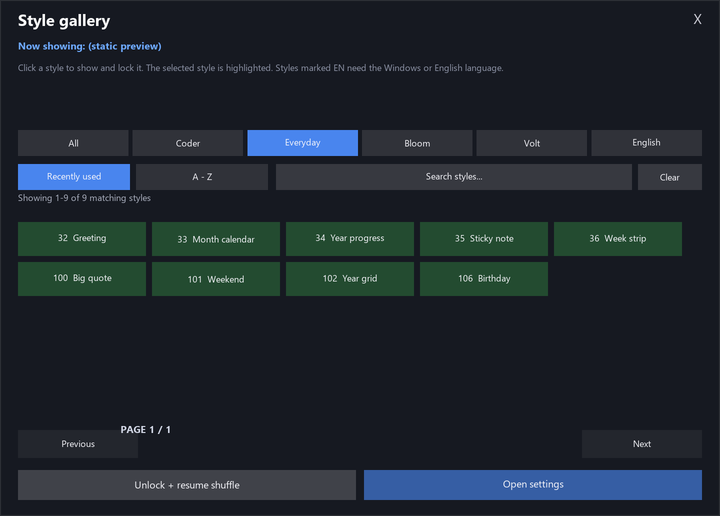 Style gallery
X
Now showing: (static preview)
Click a style to show and lock it. The selected style is highlighted. Styles marked EN need the Windows or English language.
All Coder Everyday Bloom Volt English
Recently used A - Z Search styles... Clear
Showing 1-9 of 9 matching styles
32 Greeting 33 Month calendar 34 Year progress 35 Sticky note 36 Week strip
100 Big quote 101 Weekend 102 Year grid 106 Birthday
PAGE 1 / 1
Previous Next
Unlock + resume shuffle Open settings